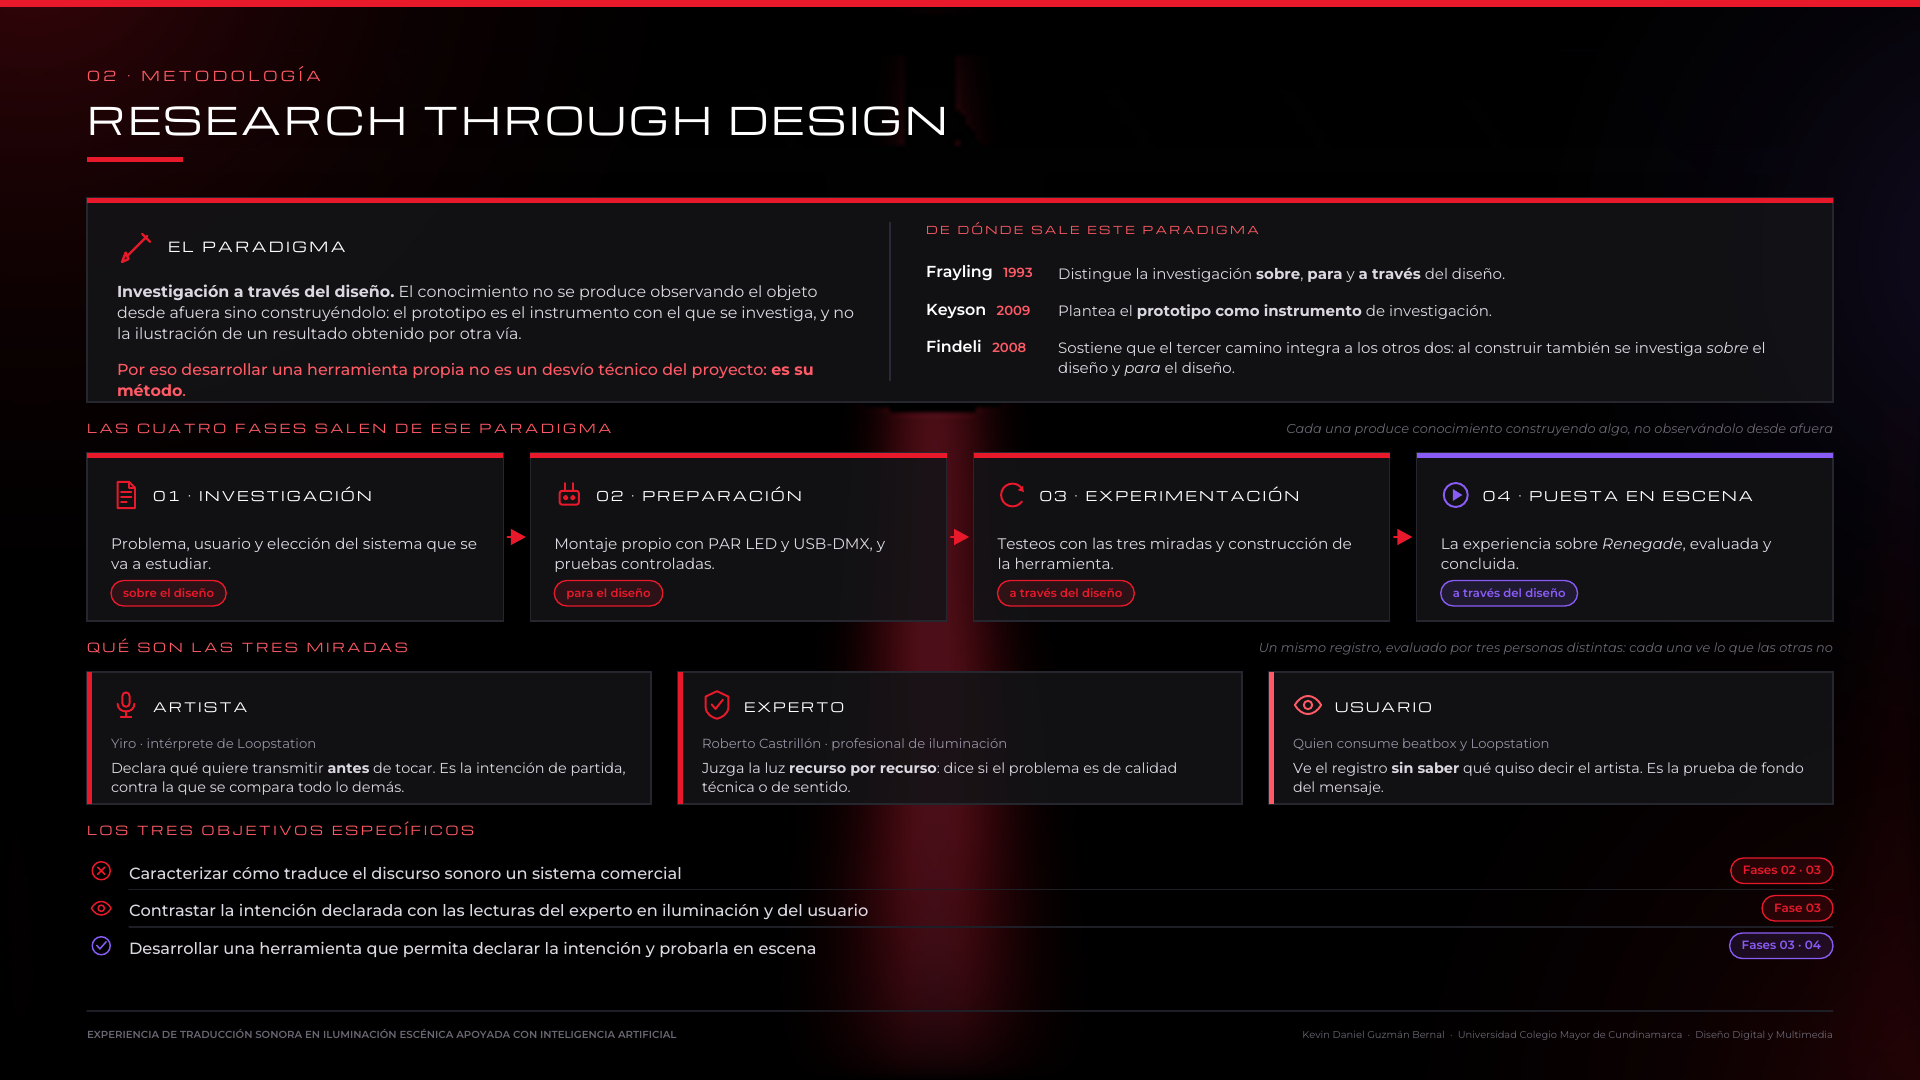 02 · METODOLOGÍA
RESEARCH THROUGH DESIGN
EL PARADIGMA
Investigación a través del diseño. El conocimiento no se produce observando el objeto
desde afuera sino construyéndolo: el prototipo es el instrumento con el que se investiga, y no
la ilustración de un resultado obtenido por otra vía.
Por eso desarrollar una herramienta propia no es un desvío técnico del proyecto: es su
método.
DE DÓNDE SALE ESTE PARADIGMA
Frayling 1993 Distingue la investigación sobre, para y a través del diseño.
Keyson 2009 Plantea el prototipo como instrumento de investigación.
Findeli 2008 Sostiene que el tercer camino integra a los otros dos: al construir también se investiga sobre el
diseño y para el diseño.
LAS CUATRO FASES SALEN DE ESE PARADIGMA
Cada una produce conocimiento construyendo algo, no observándolo desde afuera
01 · INVESTIGACIÓN
Problema, usuario y elección del sistema que se
va a estudiar.
sobre el diseño
02 · PREPARACIÓN
Montaje propio con PAR LED y USB-DMX, y
pruebas controladas.
para el diseño
03 · EXPERIMENTACIÓN
Testeos con las tres miradas y construcción de
la herramienta.
a través del diseño
04 · PUESTA EN ESCENA
La experiencia sobre Renegade, evaluada y
concluida.
a través del diseño
QUÉ SON LAS TRES MIRADAS
Un mismo registro, evaluado por tres personas distintas: cada una ve lo que las otras no
ARTISTA
Yiro · intérprete de Loopstation
Declara qué quiere transmitir antes de tocar. Es la intención de partida,
contra la que se compara todo lo demás.
EXPERTO
Roberto Castrillón · profesional de iluminación
Juzga la luz recurso por recurso: dice si el problema es de calidad
técnica o de sentido.
USUARIO
Quien consume beatbox y Loopstation
Ve el registro sin saber qué quiso decir el artista. Es la prueba de fondo
del mensaje.
LOS TRES OBJETIVOS ESPECÍFICOS
Caracterizar cómo traduce el discurso sonoro un sistema comercial Fases 02 · 03
Contrastar la intención declarada con las lecturas del experto en iluminación y del usuario Fase 03
Desarrollar una herramienta que permita declarar la intención y probarla en escena Fases 03 · 04
EXPERIENCIA DE TRADUCCIÓN SONORA EN ILUMINACIÓN ESCÉNICA APOYADA CON INTELIGENCIA ARTIFICIAL
Kevin Daniel Guzmán Bernal · Universidad Colegio Mayor de Cundinamarca · Diseño Digital y Multimedia